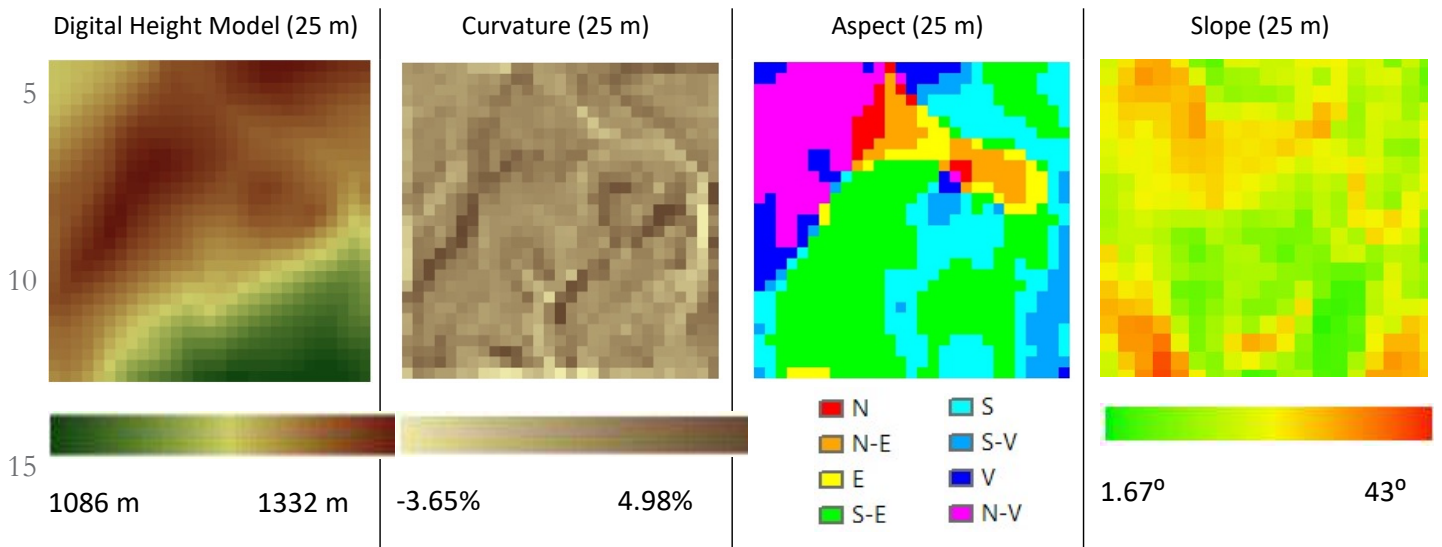 Digital Height Model (25 m)
Curvature (25 m)
Aspect (25 m)
Slope (25 m)
5
10
15
N
S
N-E
S-V
E
V
S-E
N-V
1086 m
1332 m
-3.65%
4.98%
1.67º
43º